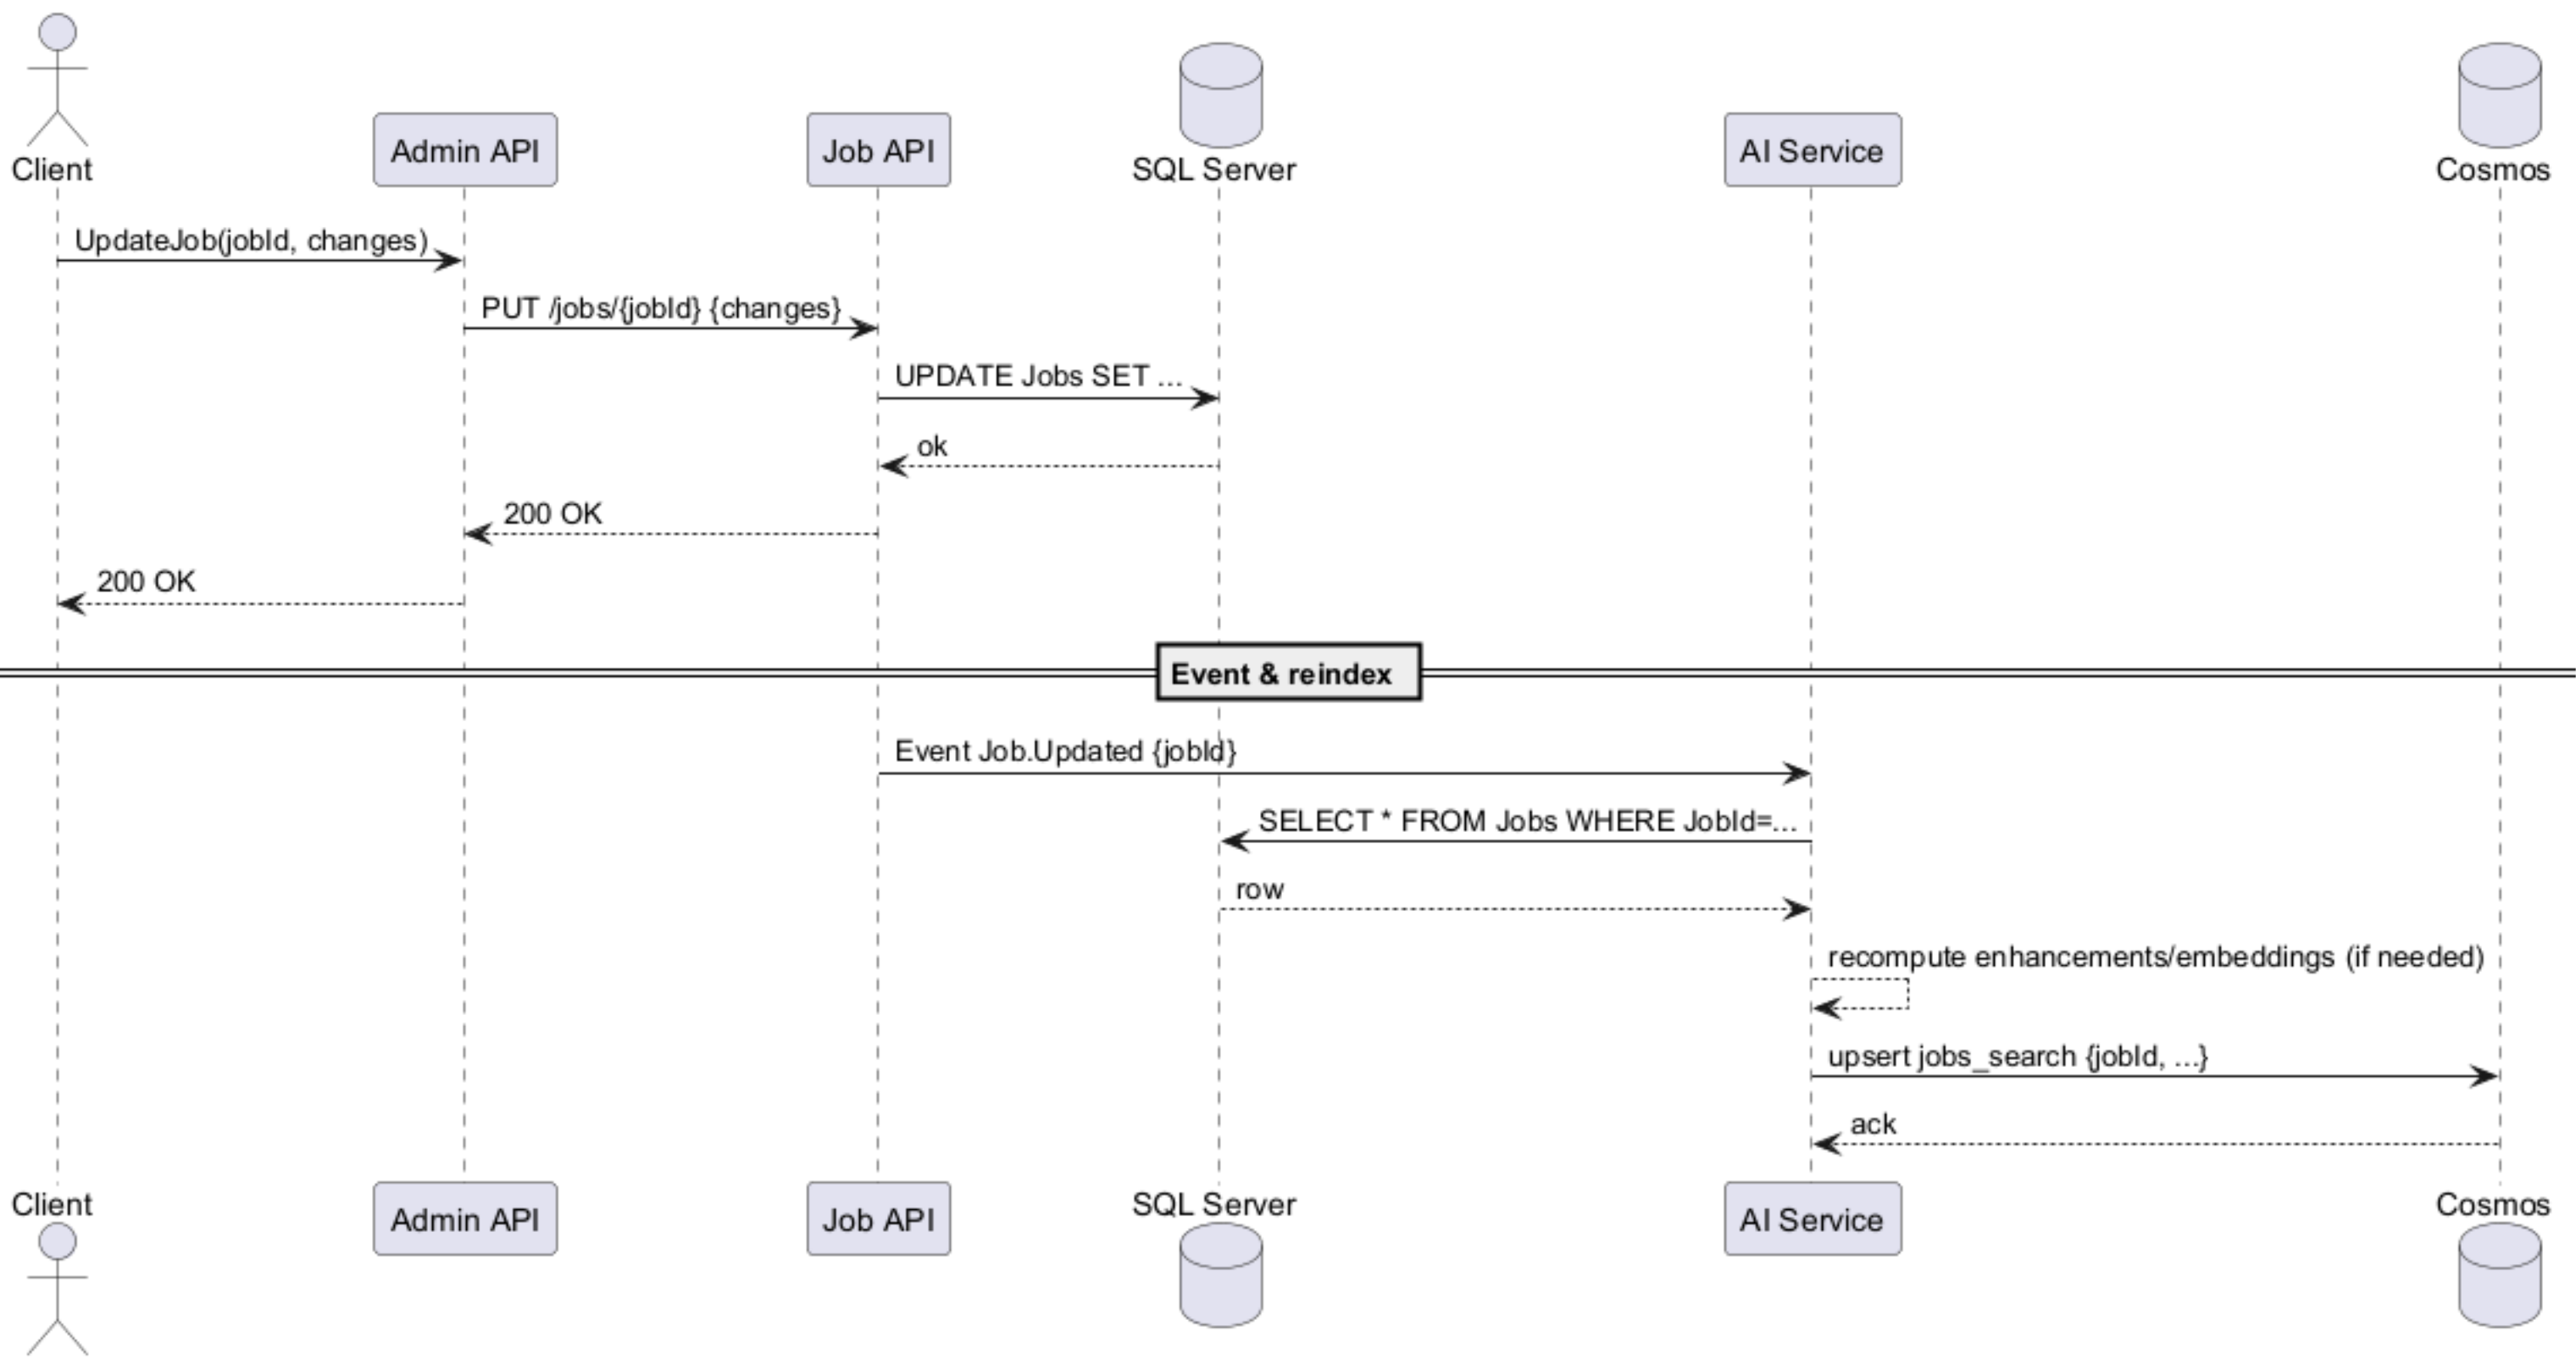 Client
Admin API
Job API
SQL Server
AI Service
Cosmos
UpdateJob(jobId, changes)
PUT /jobs/{jobId} {changes}
UPDATE Jobs SET ...
ok
200 OK
200 OK
Event & reindex
Event Job.Updated {jobId}
SELECT * FROM Jobs WHERE JobId=...
row
recompute enhancements/embeddings (if needed)
upsert jobs_search {jobId, ...}
ack
Client
Admin API
Job API
SQL Server
AI Service
Cosmos